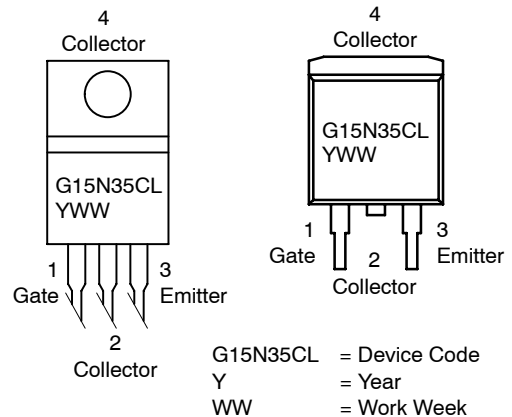 4
Collector
G15N35CL
YWW
1
Gate
3
Emitter
2
Collector
4
Collector
G15N35CL
YWW
1
Gate
2
Collector
3
Emitter
G15N35CL = Device Code
Y = Year
WW = Work Week